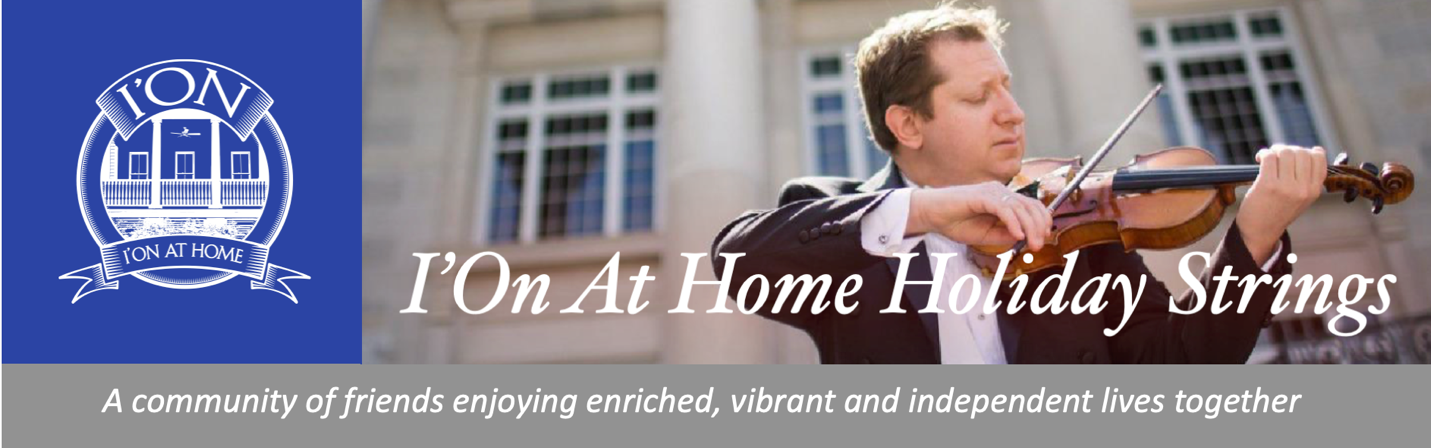 I'ON
I'ON AT HOME
I'On At Home Holiday Strings
A community of friends enjoying enriched, vibrant and independent lives together